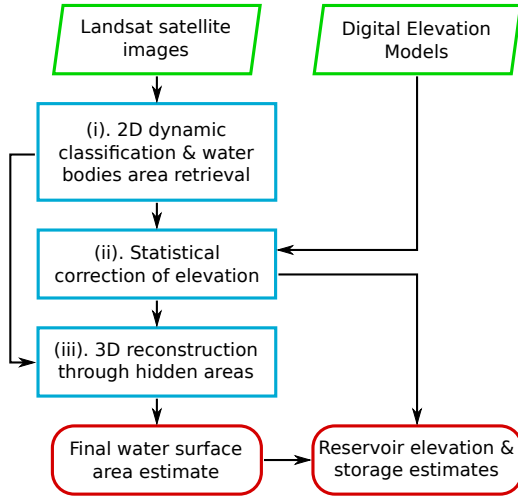 Landsat satellite
images
Digital Elevation
Models
(i). 2D dynamic
classification & water
bodies area retrieval
(ii). Statistical
correction of elevation
(iii). 3D reconstruction
through hidden areas
Final water surface
area estimate
Reservoir elevation &
storage estimates